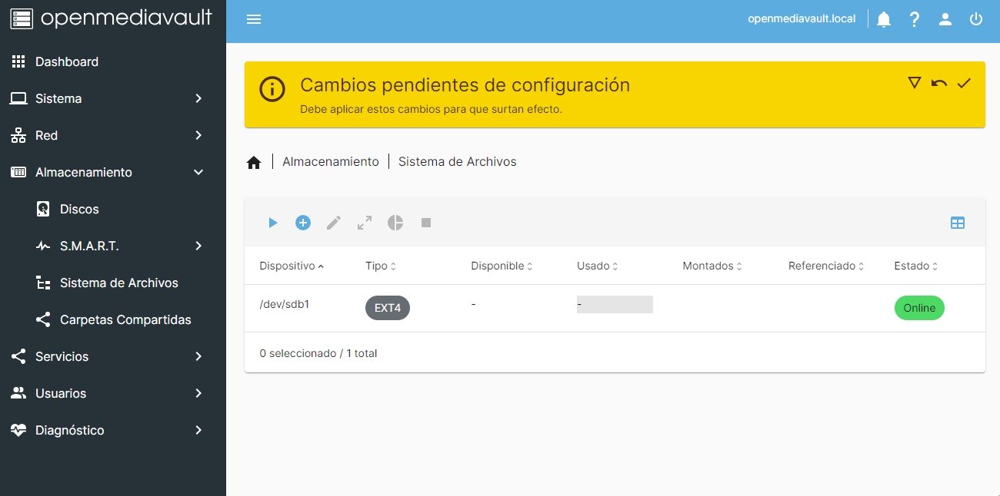 openmediavault
openmediavault.local
Dashboard
Sistema
Red
Almacenamiento
Discos
S.M.A.R.T.
Sistema de Archivos
Carpetas Compartidas
Servicios
Usuarios
Diagnóstico
Cambios pendientes de configuración
Debe aplicar estos cambios para que surtan efecto.
Almacenamiento | Sistema de Archivos
Dispositivo Tipo Disponible Usado Montados Referenciado Estado
/dev/sdb1 EXT4 - - Online
0 seleccionado / 1 total